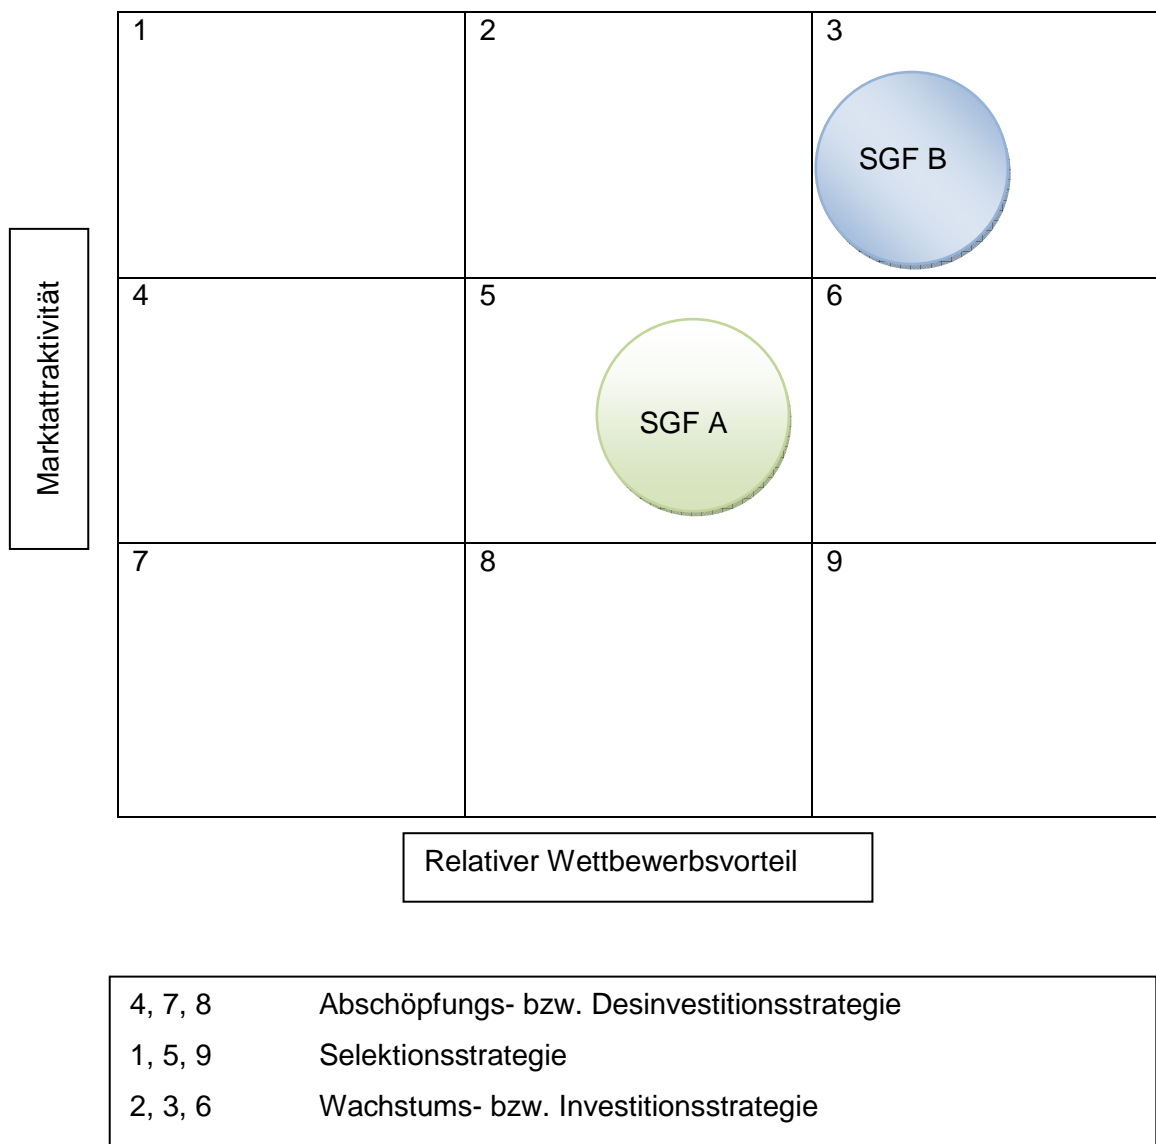 1
2
3
SGF B
Marktattraktivität
4
5
6
SGF A
7
8
9
Relativer Wettbewerbsvorteil
4, 7, 8 Abschöpfungs- bzw. Desinvestitionsstrategie
1, 5, 9 Selektionsstrategie
2, 3, 6 Wachstums- bzw. Investitionsstrategie